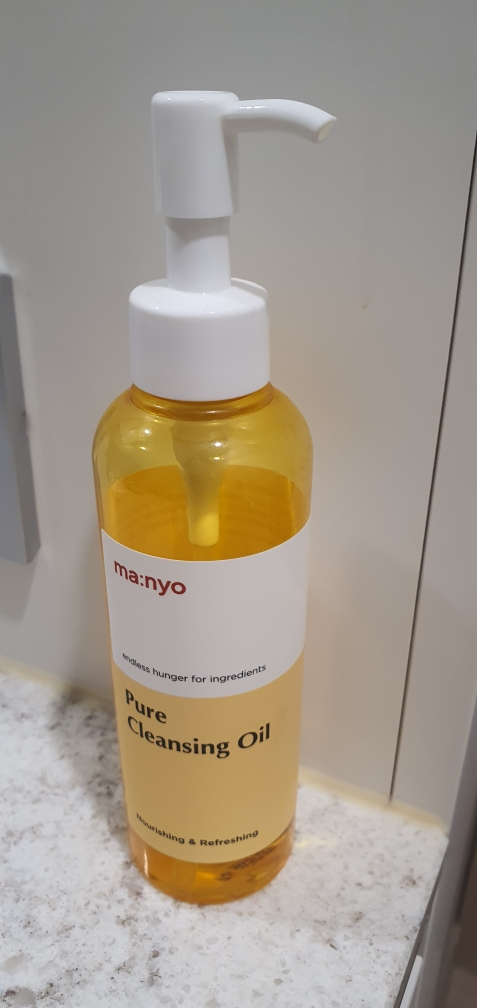 ma:nyo
endless hunger for ingredients
Pure
Cleansing Oil
Nourishing & Refreshing